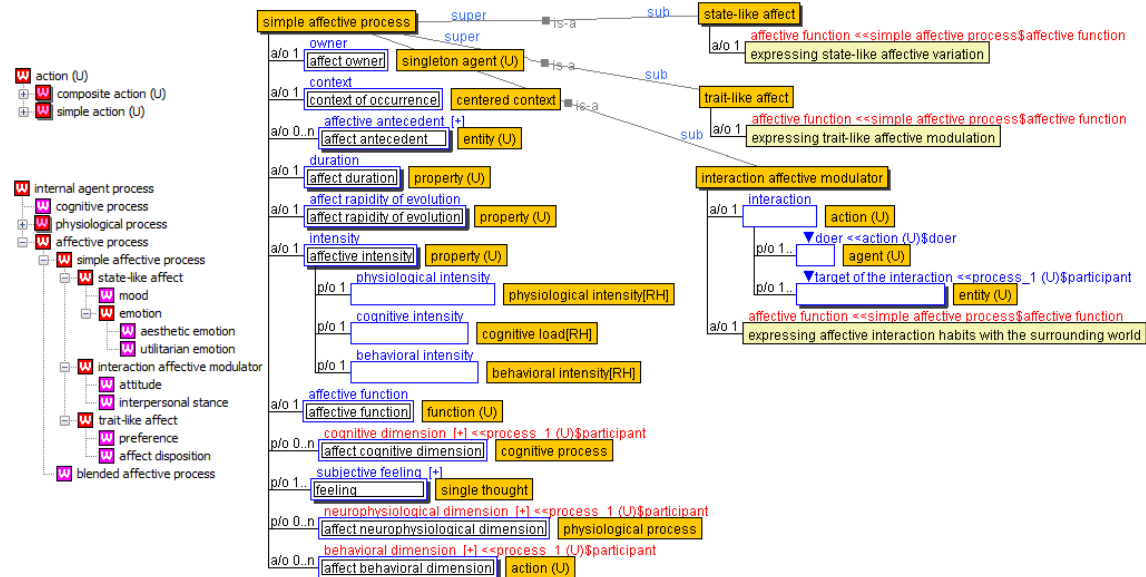 action (U)
composite action (U)
simple action (U)
internal agent process
cognitive process
physiological process
affective process
simple affective process
state-like affect
mood
emotion
aesthetic emotion
utilitarian emotion
interaction affective modulator
attitude
interpersonal stance
trait-like affect
preference
affect disposition
blended affective process
simple affective process
super
is-a
sub
super
is-a
sub
is-a
sub
a/o 1
owner
affect owner
singleton agent (U)
a/o 1
context
context of occurrence
centered context
a/o 0..n
affective antecedent [+]
affect antecedent
entity (U)
a/o 1
duration
affect duration
property (U)
a/o 1
affect rapidity of evolution
affect rapidity of evolution
property (U)
a/o 1
intensity
affective intensity
property (U)
p/o 1
physiological intensity
physiological intensity[RH]
p/o 1
cognitive intensity
cognitive load[RH]
p/o 1
behavioral intensity
behavioral intensity[RH]
a/o 1
affective function
affective function
function (U)
p/o 0..n
cognitive dimension [+] <<process_1 (U)$participant
affect cognitive dimension
cognitive process
p/o 1..
subjective feeling [+]
feeling
single thought
p/o 0..n
neurophysiological dimension [+] <<process_1 (U)$participant
affect neurophysiological dimension
physiological process
a/o 0..n
behavioral dimension [+] <<process_1 (U)$participant
affect behavioral dimension
action (U)
state-like affect
affective function <<simple affective process$affective function
a/o 1
expressing state-like affective variation
trait-like affect
affective function <<simple affective process$affective function
a/o 1
expressing trait-like affective modulation
interaction affective modulator
a/o 1
interaction
action (U)
p/o 1..
doer <<action (U)$doer
agent (U)
p/o 1..
target of the interaction <<process_1 (U)$participant
entity (U)
affective function <<simple affective process$affective function
a/o 1
expressing affective interaction habits with the surrounding world